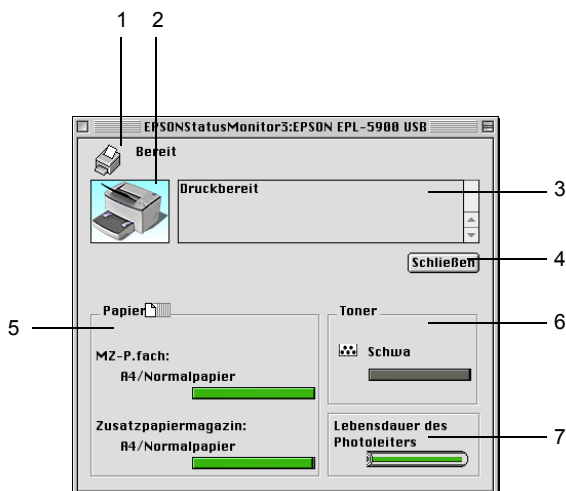 1 2
EPSONStatusMonitor3:EPSON EPL-5900 USB
Bereit
Druckbereit
3
Schließen
4
Papier
Toner
5
6
MZ-P.fach:
Schwa
A4/Normalpapier
Zusatzpapiermagazin:
Lebensdauer des
Photoleiters
7
A4/Normalpapier